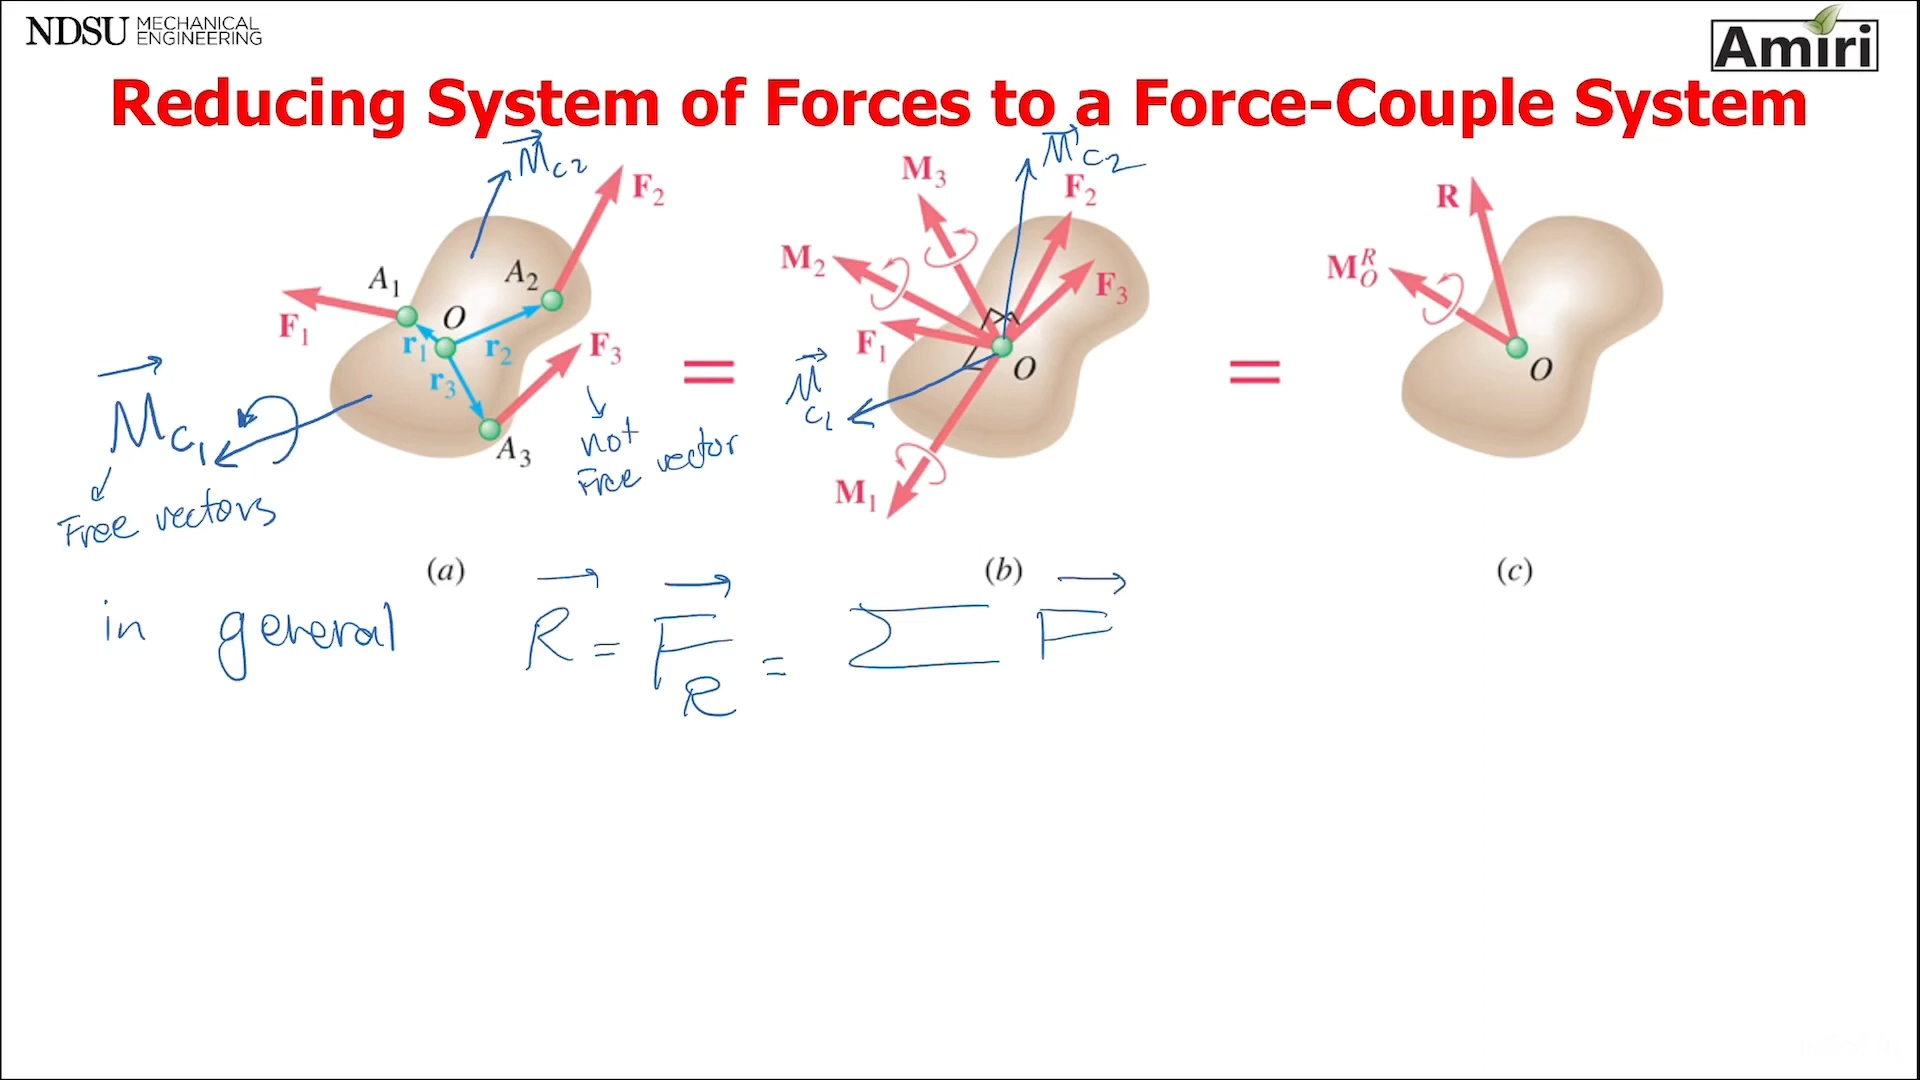 NDSU MECHANICAL ENGINEERING
Amiri
Reducing System of Forces to a Force-Couple System
M⃗c2
F2
A1
A2
O
F1
r1
r2
r3
F3
A3
M⃗c1
Free vectors
not
Free vector
(a)
=
M3
M⃗c2
F2
M2
F3
F1
O
M⃗c1
M1
(b)
=
R
M_O^R
O
(c)
in general R⃗ = F⃗_R = Σ F⃗